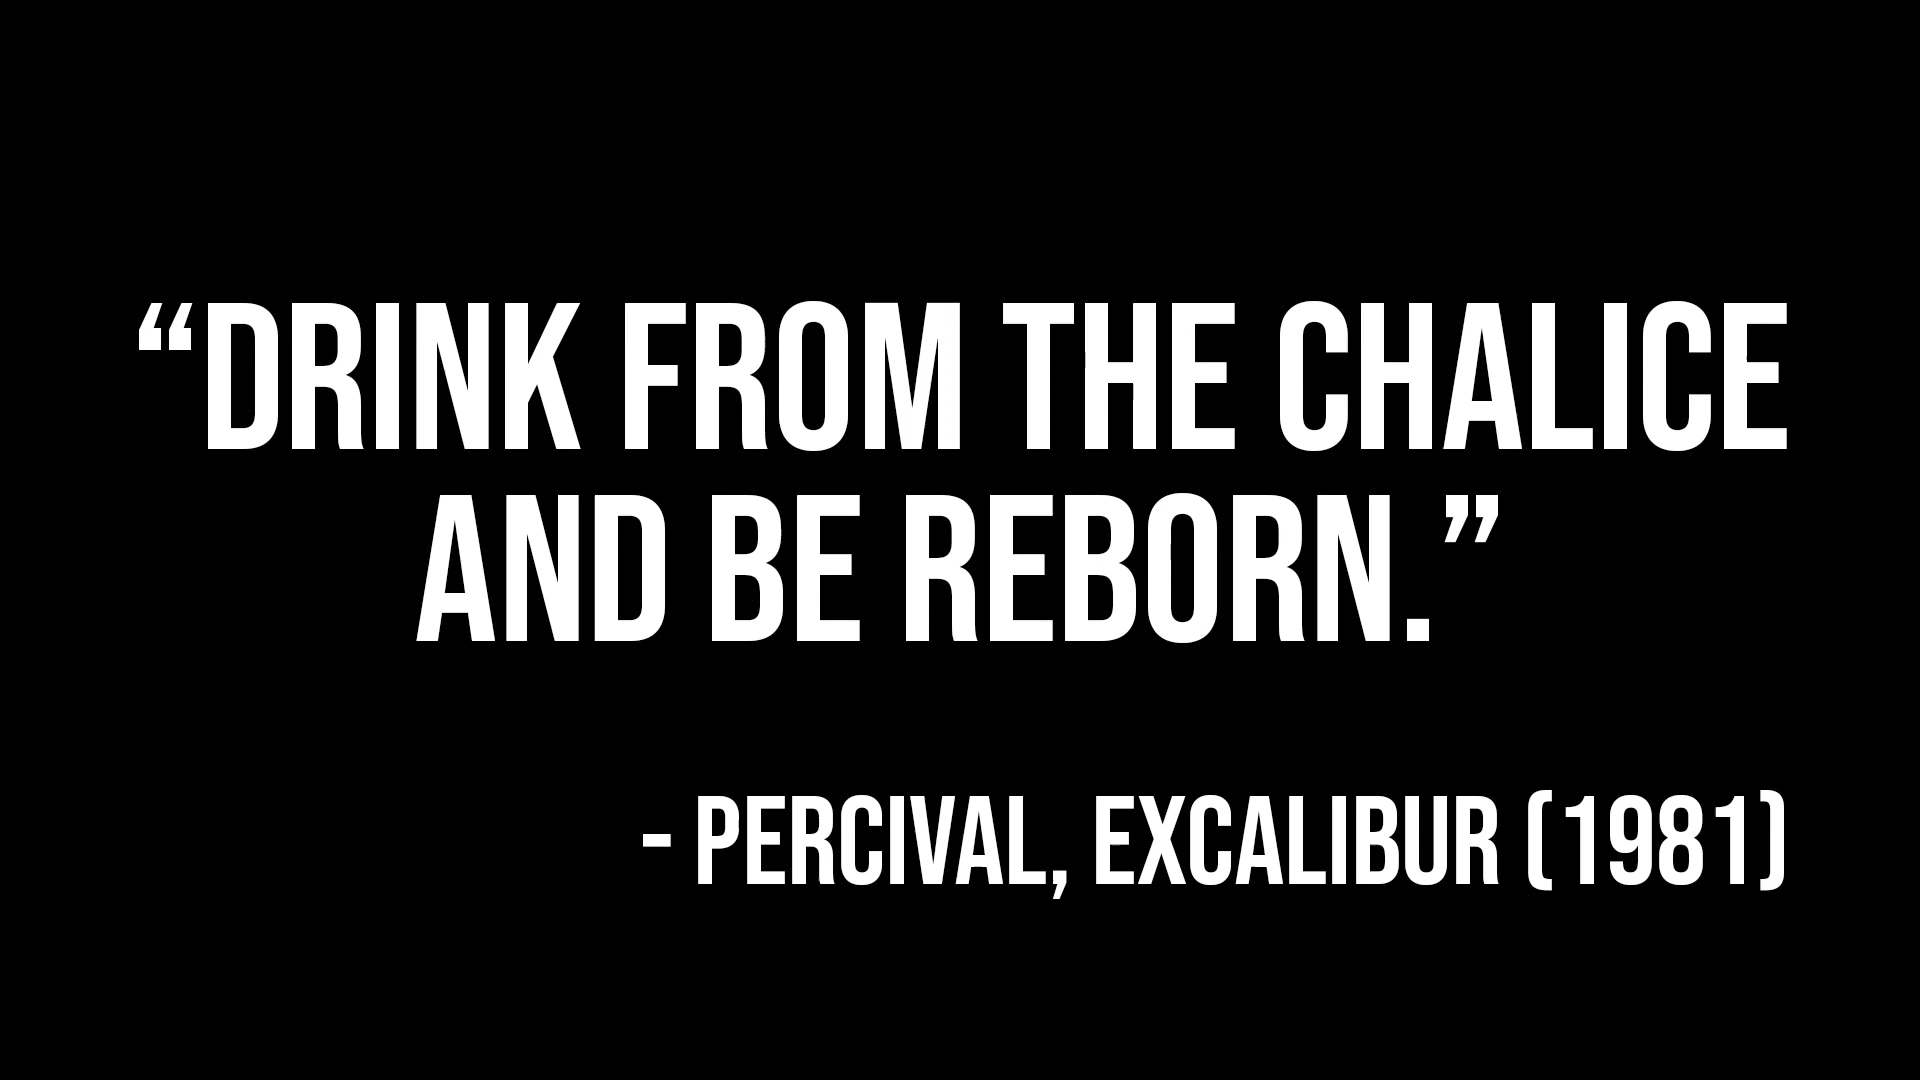 “DRINK FROM THE CHALICE
AND BE REBORN.”
- PERCIVAL, EXCALIBUR (1981)